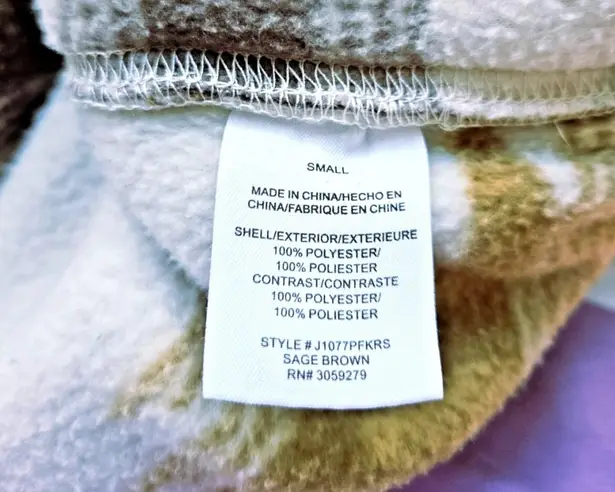 SMALL
MADE IN CHINA/HECHO EN
CHINA/FABRIQUE EN CHINE
SHELL/EXTERIOR/EXTERIEURE
100% POLYESTER/
100% POLIESTER
CONTRAST/CONTRASTE
100% POLYESTER/
100% POLIESTER
STYLE # J1077PFKRS
SAGE BROWN
RN# 3059279